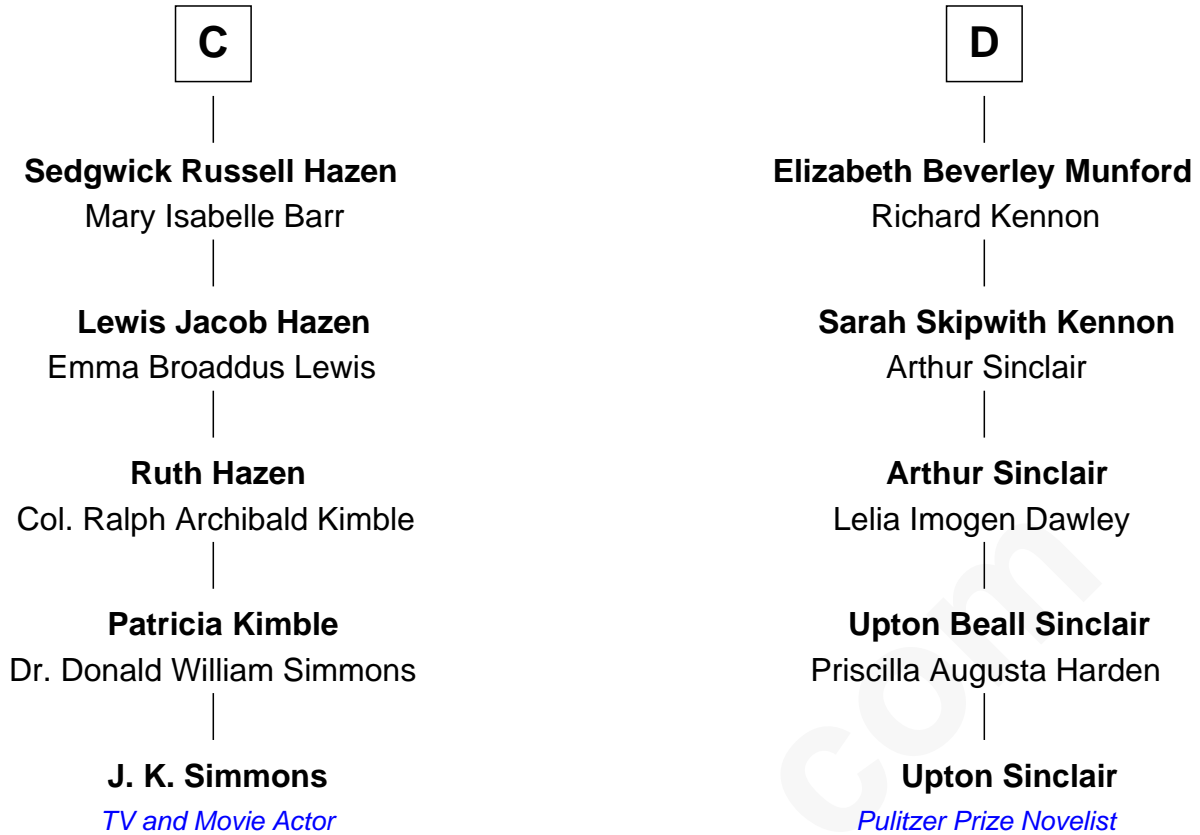 C
Sedgwick Russell Hazen
Mary Isabelle Barr
Lewis Jacob Hazen
Emma Broaddus Lewis
Ruth Hazen
Col. Ralph Archibald Kimble
Patricia Kimble
Dr. Donald William Simmons
J. K. Simmons
TV and Movie Actor
D
Elizabeth Beverley Munford
Richard Kennon
Sarah Skipwith Kennon
Arthur Sinclair
Arthur Sinclair
Lelia Imogen Dawley
Upton Beall Sinclair
Priscilla Augusta Harden
Upton Sinclair
Pulitzer Prize Novelist
com